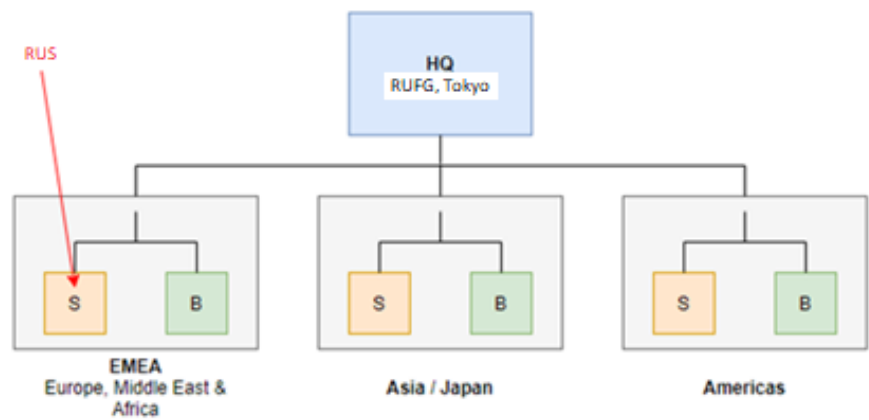 RUS
HQ
RUFG, Tokyo
S
B
S
B
S
B
EMEA
Europe, Middle East &
Africa
Asia / Japan
Americas